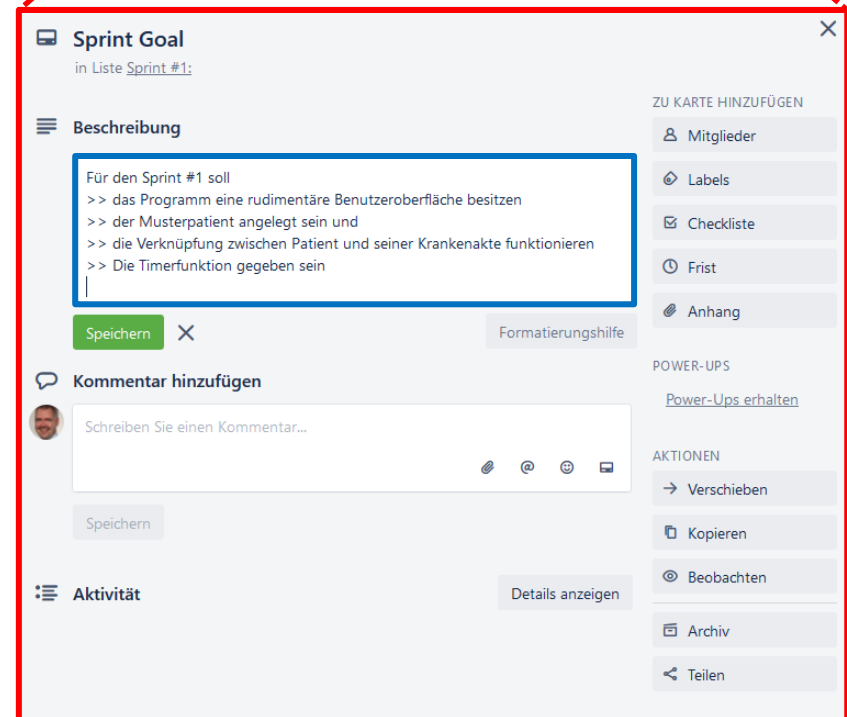 Sprint Goal
in Liste Sprint #1:
Beschreibung
Für den Sprint #1 soll
>> das Programm eine rudimentäre Benutzeroberfläche besitzen
>> der Musterpatient angelegt sein und
>> die Verknüpfung zwischen Patient und seiner Krankenakte funktionieren
>> Die Timerfunktion gegeben sein
Speichern
Formatierungshilfe
Kommentar hinzufügen
Schreiben Sie einen Kommentar...
@
Speichern
Aktivität
Details anzeigen
ZU KARTE HINZUFÜGEN
Mitglieder
Labels
Checkliste
Frist
Anhang
POWER-UPS
Power-Ups erhalten
AKTIONEN
Verschieben
Kopieren
Beobachten
Archiv
Teilen